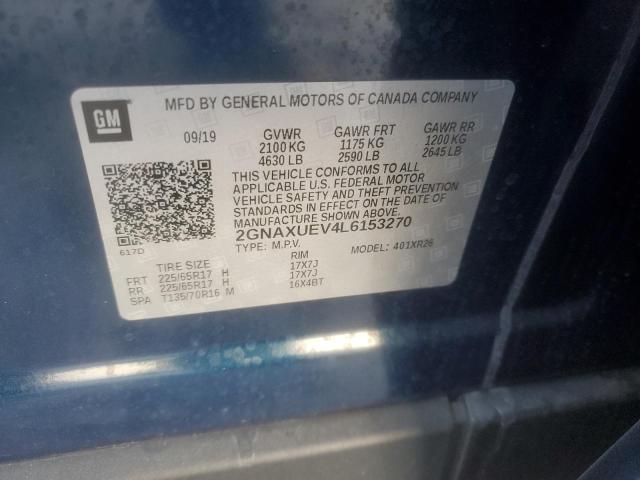 GM
MFD BY GENERAL MOTORS OF CANADA COMPANY
09/19 GVWR GAWR FRT GAWR RR
2100 KG 1175 KG 1200 KG
4630 LB 2590 LB 2645 LB
THIS VEHICLE CONFORMS TO ALL
APPLICABLE U.S. FEDERAL MOTOR
VEHICLE SAFETY AND THEFT PREVENTION
STANDARDS IN EFFECT ON THE DATE OF
MANUFACTURE SHOWN ABOVE.
2GNAXUEV4L6153270
617D
TYPE: M.P.V. MODEL: 401XR26
TIRE SIZE RIM
FRT 225/65R17 H 17X7J
RR 225/65R17 H 17X7J
SPA T135/70R16 M 16X4BT